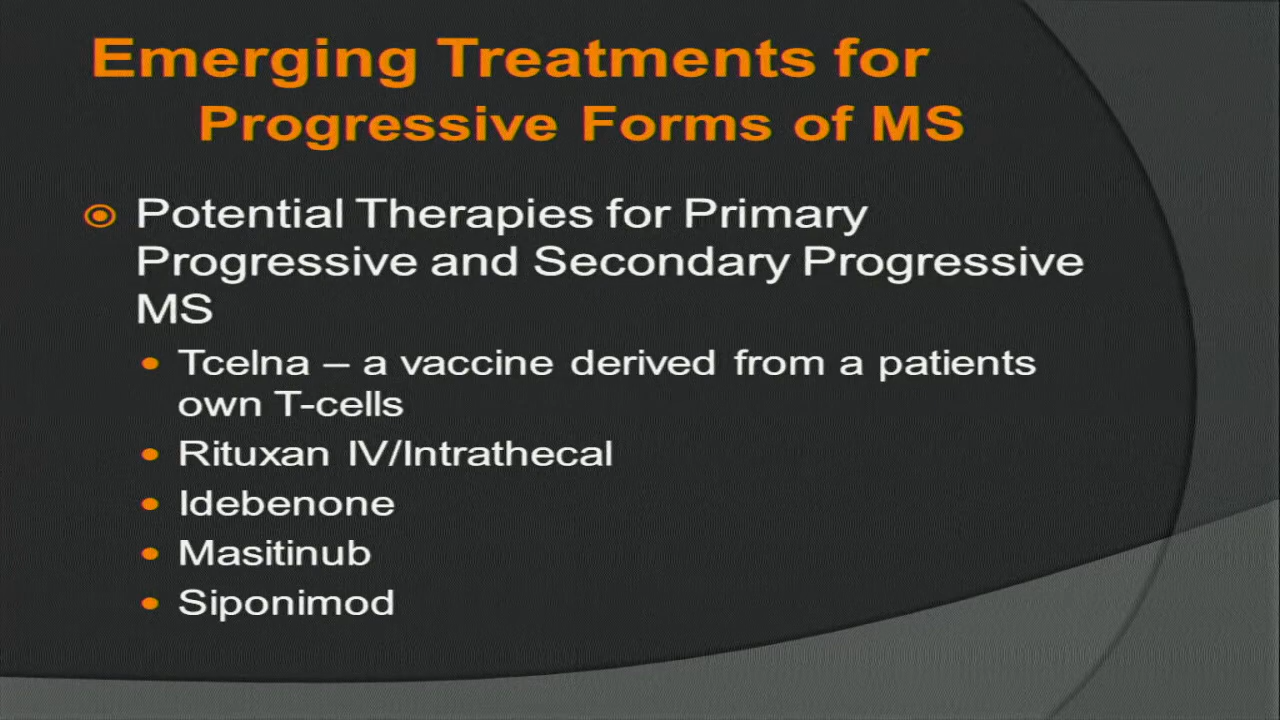 Emerging Treatments for
Progressive Forms of MS
Potential Therapies for Primary
Progressive and Secondary Progressive
MS
Tcelna – a vaccine derived from a patients
own T-cells
Rituxan IV/Intrathecal
Idebenone
Masitinub
Siponimod